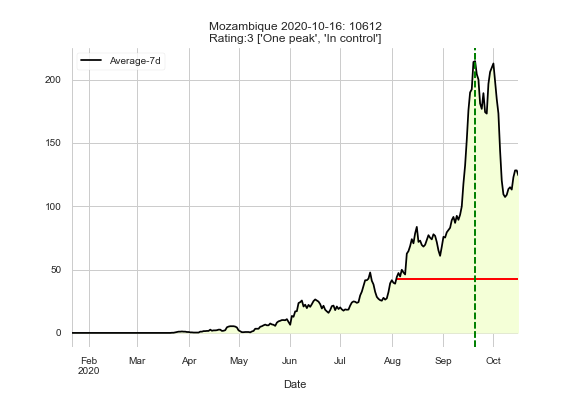 Mozambique 2020-10-16: 10612
Rating:3 ['One peak', 'In control']
Average-7d
200
150
100
50
0
Feb Mar Apr May Jun Jul Aug Sep Oct
2020
Date